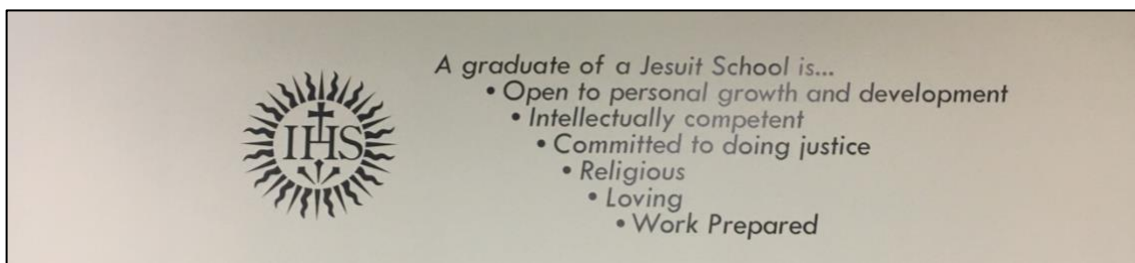 IHS
A graduate of a Jesuit School is...
• Open to personal growth and development
• Intellectually competent
• Committed to doing justice
• Religious
• Loving
• Work Prepared